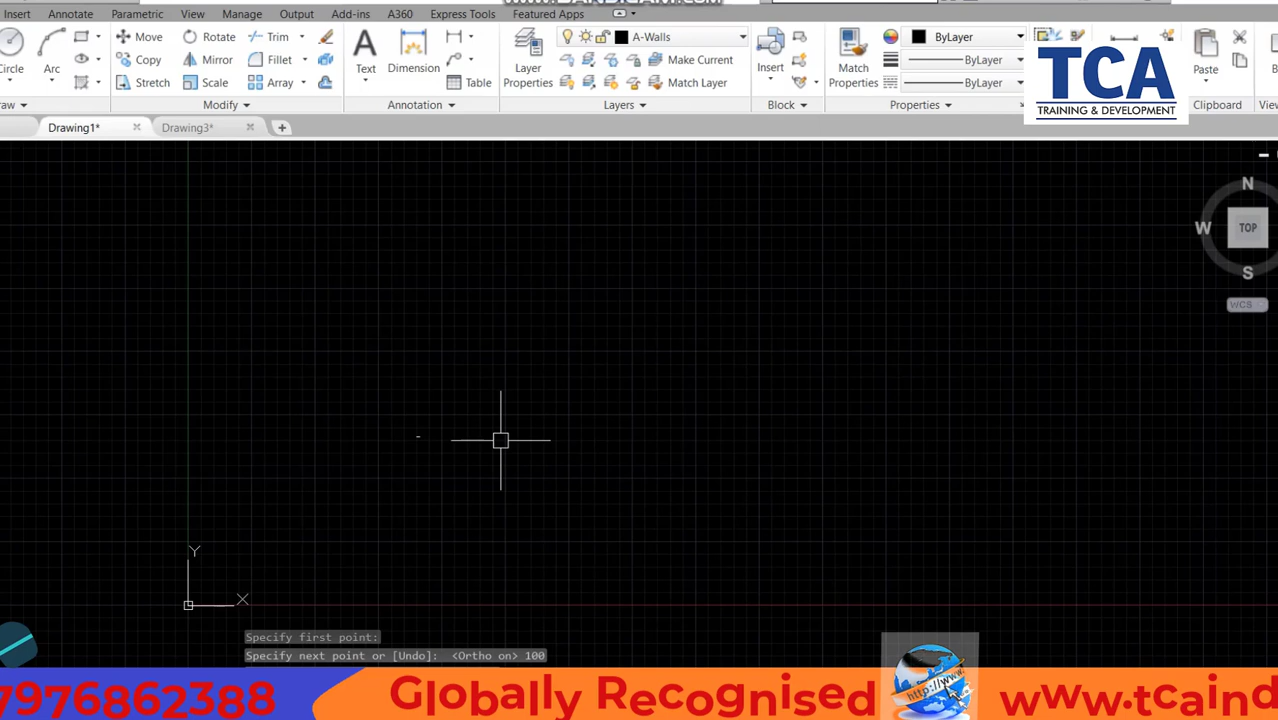 Insert Annotate Parametric View Manage Output Add-ins A360 Express Tools Featured Apps
Circle
Arc
Move Rotate Trim
Copy Mirror Fillet
Stretch Scale Array
Modify
Text
Dimension
Table
Annotation
Layer
Properties
A-Walls
Make Current
Match Layer
Layers
Insert
Block
Match
Properties
ByLayer
ByLayer
ByLayer
Properties
Paste
Clipboard
TCA
TRAINING & DEVELOPMENT
Drawing1* Drawing3*
N
W TOP
S
WCS
Y
X
Specify first point:
Specify next point or [Undo]: <Ortho on> 100
7976862388 Globally Recognised www.tcaind
http://www